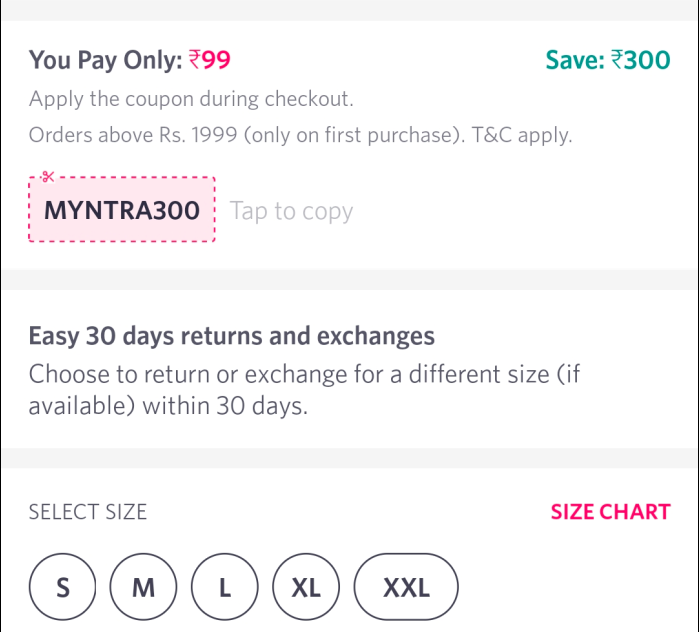 You Pay Only: ₹99 Save: ₹300
Apply the coupon during checkout.
Orders above Rs. 1999 (only on first purchase). T&C apply.
MYNTRA300 Tap to copy
Easy 30 days returns and exchanges
Choose to return or exchange for a different size (if
available) within 30 days.
SELECT SIZE SIZE CHART
S M L XL XXL